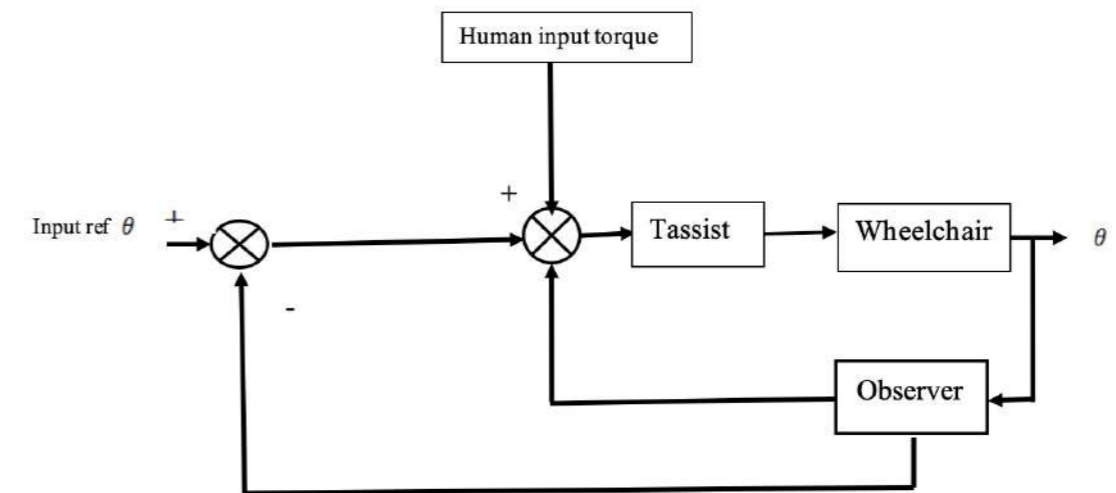 Human input torque
+
Input ref θ +
Tassist
Wheelchair
θ
-
Observer